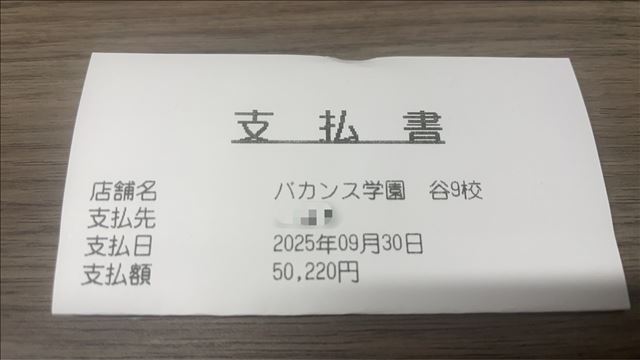 支払書
店舗名 バカンス学園 谷9校
支払先
支払日 2025年09月30日
支払額 50,220円